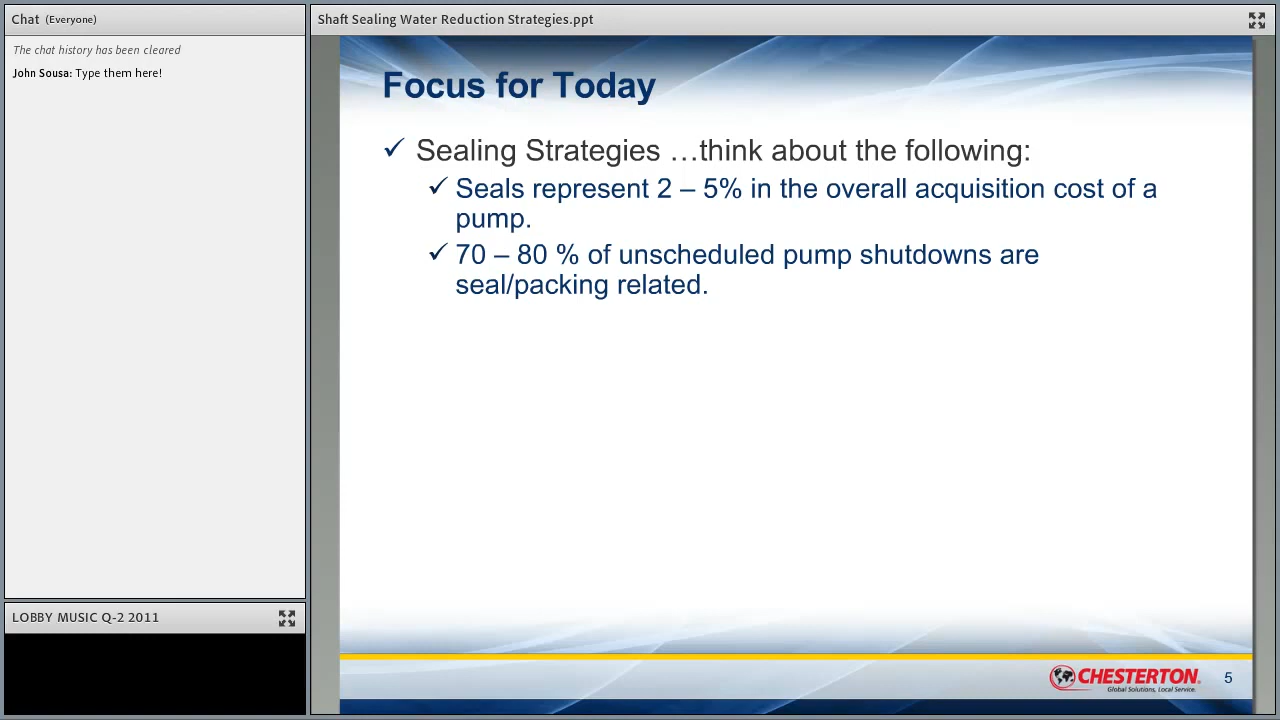 Chat (Everyone)
The chat history has been cleared
John Sousa: Type them here!
LOBBY MUSIC Q-2 2011
Shaft Sealing Water Reduction Strategies.ppt
Focus for Today
✓ Sealing Strategies …think about the following:
✓ Seals represent 2 – 5% in the overall acquisition cost of a
pump.
✓ 70 – 80 % of unscheduled pump shutdowns are
seal/packing related.
CHESTERTON
Global Solutions, Local Service.
5